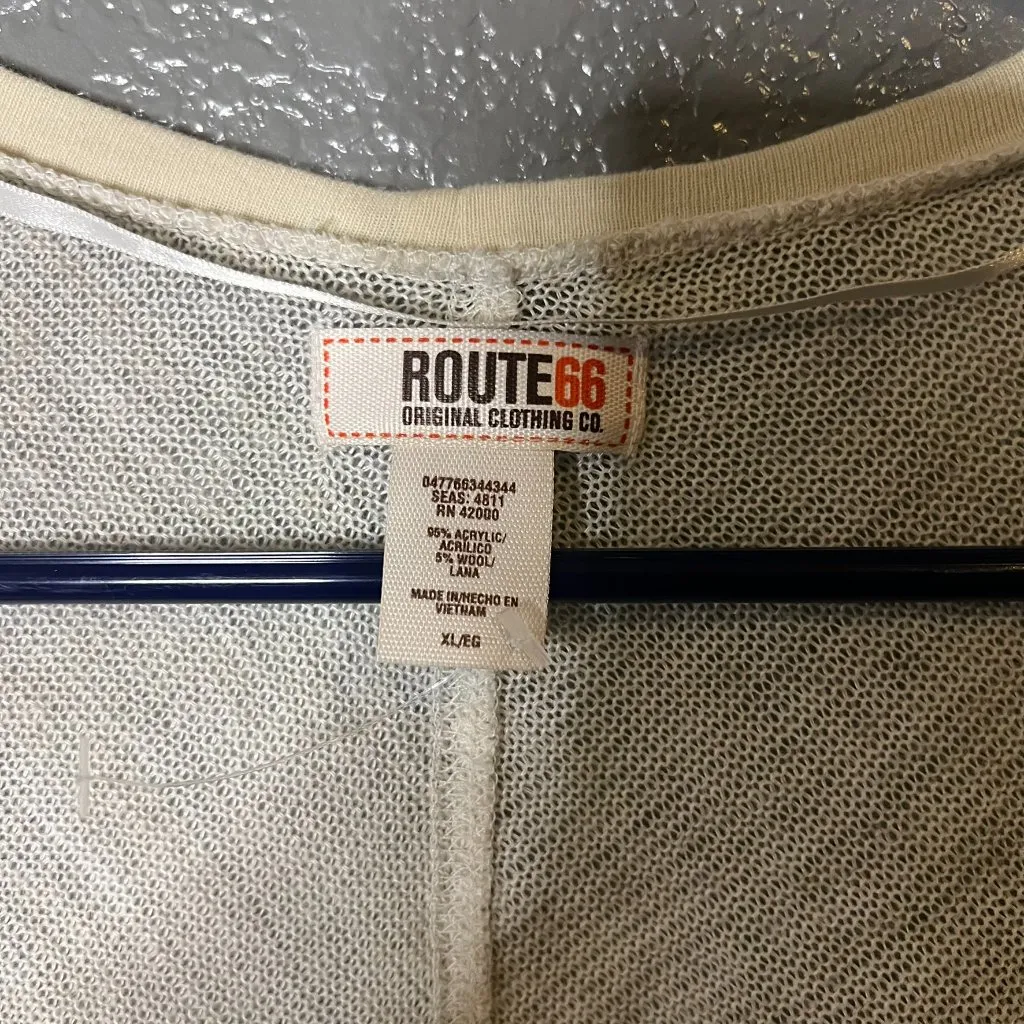 ROUTE66
ORIGINAL CLOTHING CO.
047766344344
SEAS: 4811
RN 42000
95% ACRYLIC/
ACRILICO
5% WOOL/
LANA
MADE IN/HECHO EN
VIETNAM
XL/EG